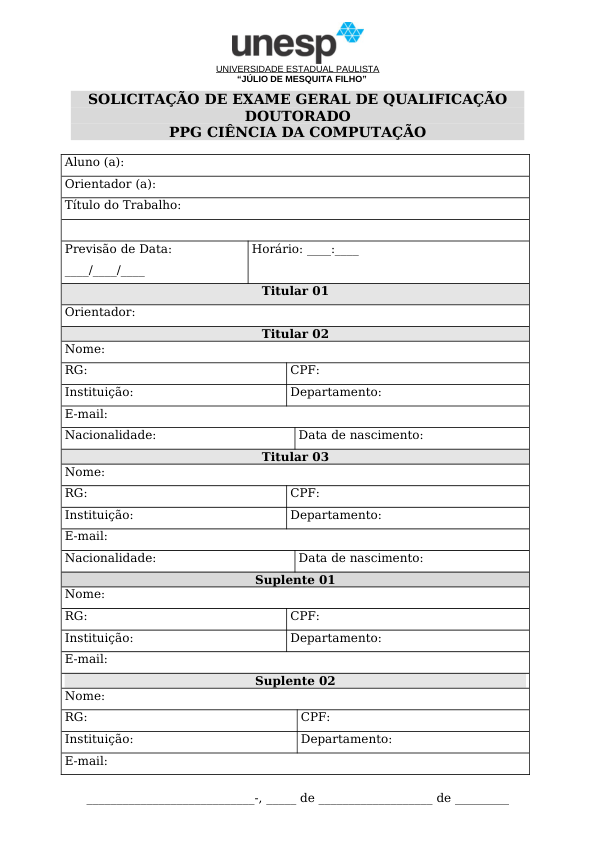 unesp
UNIVERSIDADE ESTADUAL PAULISTA
“JÚLIO DE MESQUITA FILHO”
SOLICITAÇÃO DE EXAME GERAL DE QUALIFICAÇÃO
DOUTORADO
PPG CIÊNCIA DA COMPUTAÇÃO
Aluno (a):
Orientador (a):
Título do Trabalho:
Previsão de Data: Horário: ____:____
____/____/____
Titular 01
Orientador:
Titular 02
Nome:
RG: CPF:
Instituição: Departamento:
E-mail:
Nacionalidade: Data de nascimento:
Titular 03
Nome:
RG: CPF:
Instituição: Departamento:
E-mail:
Nacionalidade: Data de nascimento:
Suplente 01
Nome:
RG: CPF:
Instituição: Departamento:
E-mail:
Suplente 02
Nome:
RG: CPF:
Instituição: Departamento:
E-mail:
____________________________-, _____ de ___________________ de _________